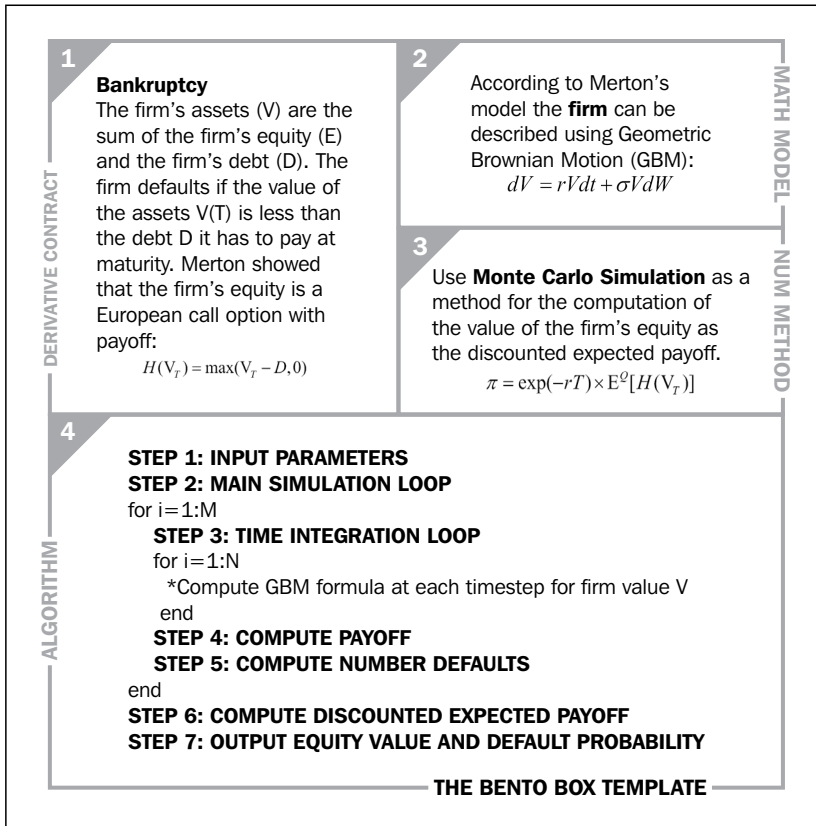 1
DERIVATIVE CONTRACT
Bankruptcy
The firm's assets (V) are the
sum of the firm's equity (E)
and the firm's debt (D). The
firm defaults if the value of
the assets V(T) is less than
the debt D it has to pay at
maturity. Merton showed
that the firm's equity is a
European call option with
payoff:
H(V_T) = max(V_T − D, 0)
2
MATH MODEL
According to Merton's
model the firm can be
described using Geometric
Brownian Motion (GBM):
dV = rVdt + σVdW
3
NUM METHOD
Use Monte Carlo Simulation as a
method for the computation of
the value of the firm's equity as
the discounted expected payoff.
π = exp(−rT) × E^Q[H(V_T)]
4
ALGORITHM
STEP 1: INPUT PARAMETERS
STEP 2: MAIN SIMULATION LOOP
for i=1:M
STEP 3: TIME INTEGRATION LOOP
for i=1:N
*Compute GBM formula at each timestep for firm value V
end
STEP 4: COMPUTE PAYOFF
STEP 5: COMPUTE NUMBER DEFAULTS
end
STEP 6: COMPUTE DISCOUNTED EXPECTED PAYOFF
STEP 7: OUTPUT EQUITY VALUE AND DEFAULT PROBABILITY
THE BENTO BOX TEMPLATE